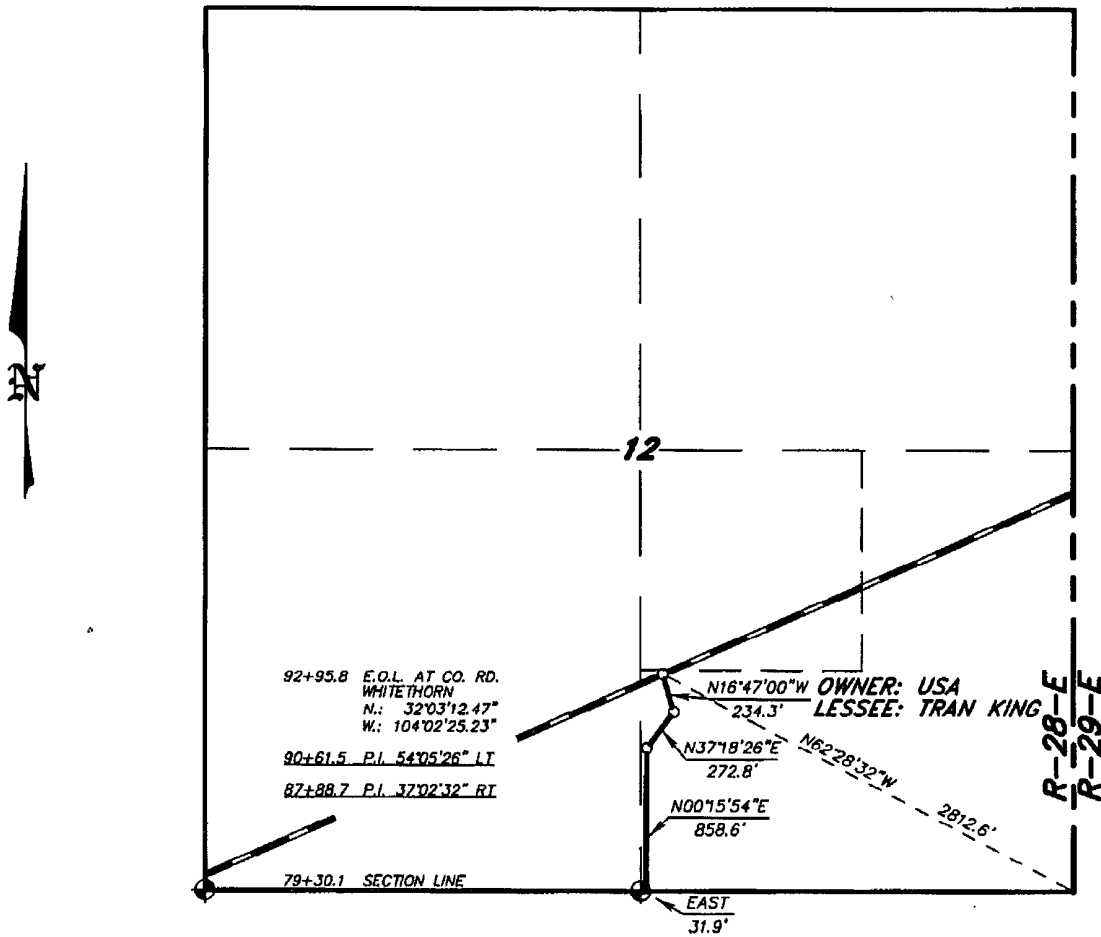 N
12
92+95.8 E.O.L. AT CO. RD.
WHITETHORN
N.: 32°03'12.47"
W.: 104°02'25.23"
90+61.5 P.I. 54°05'26" LT
87+88.7 P.I. 37°02'32" RT
79+30.1 SECTION LINE
N16°47'00"W
234.3'
OWNER: USA
LESSEE: TRAN KING
N37°18'26"E
272.8'
N62°28'32"W
2812.6'
N00°15'54"E
858.6'
EAST
31.9'
R-28-E
R-29-E